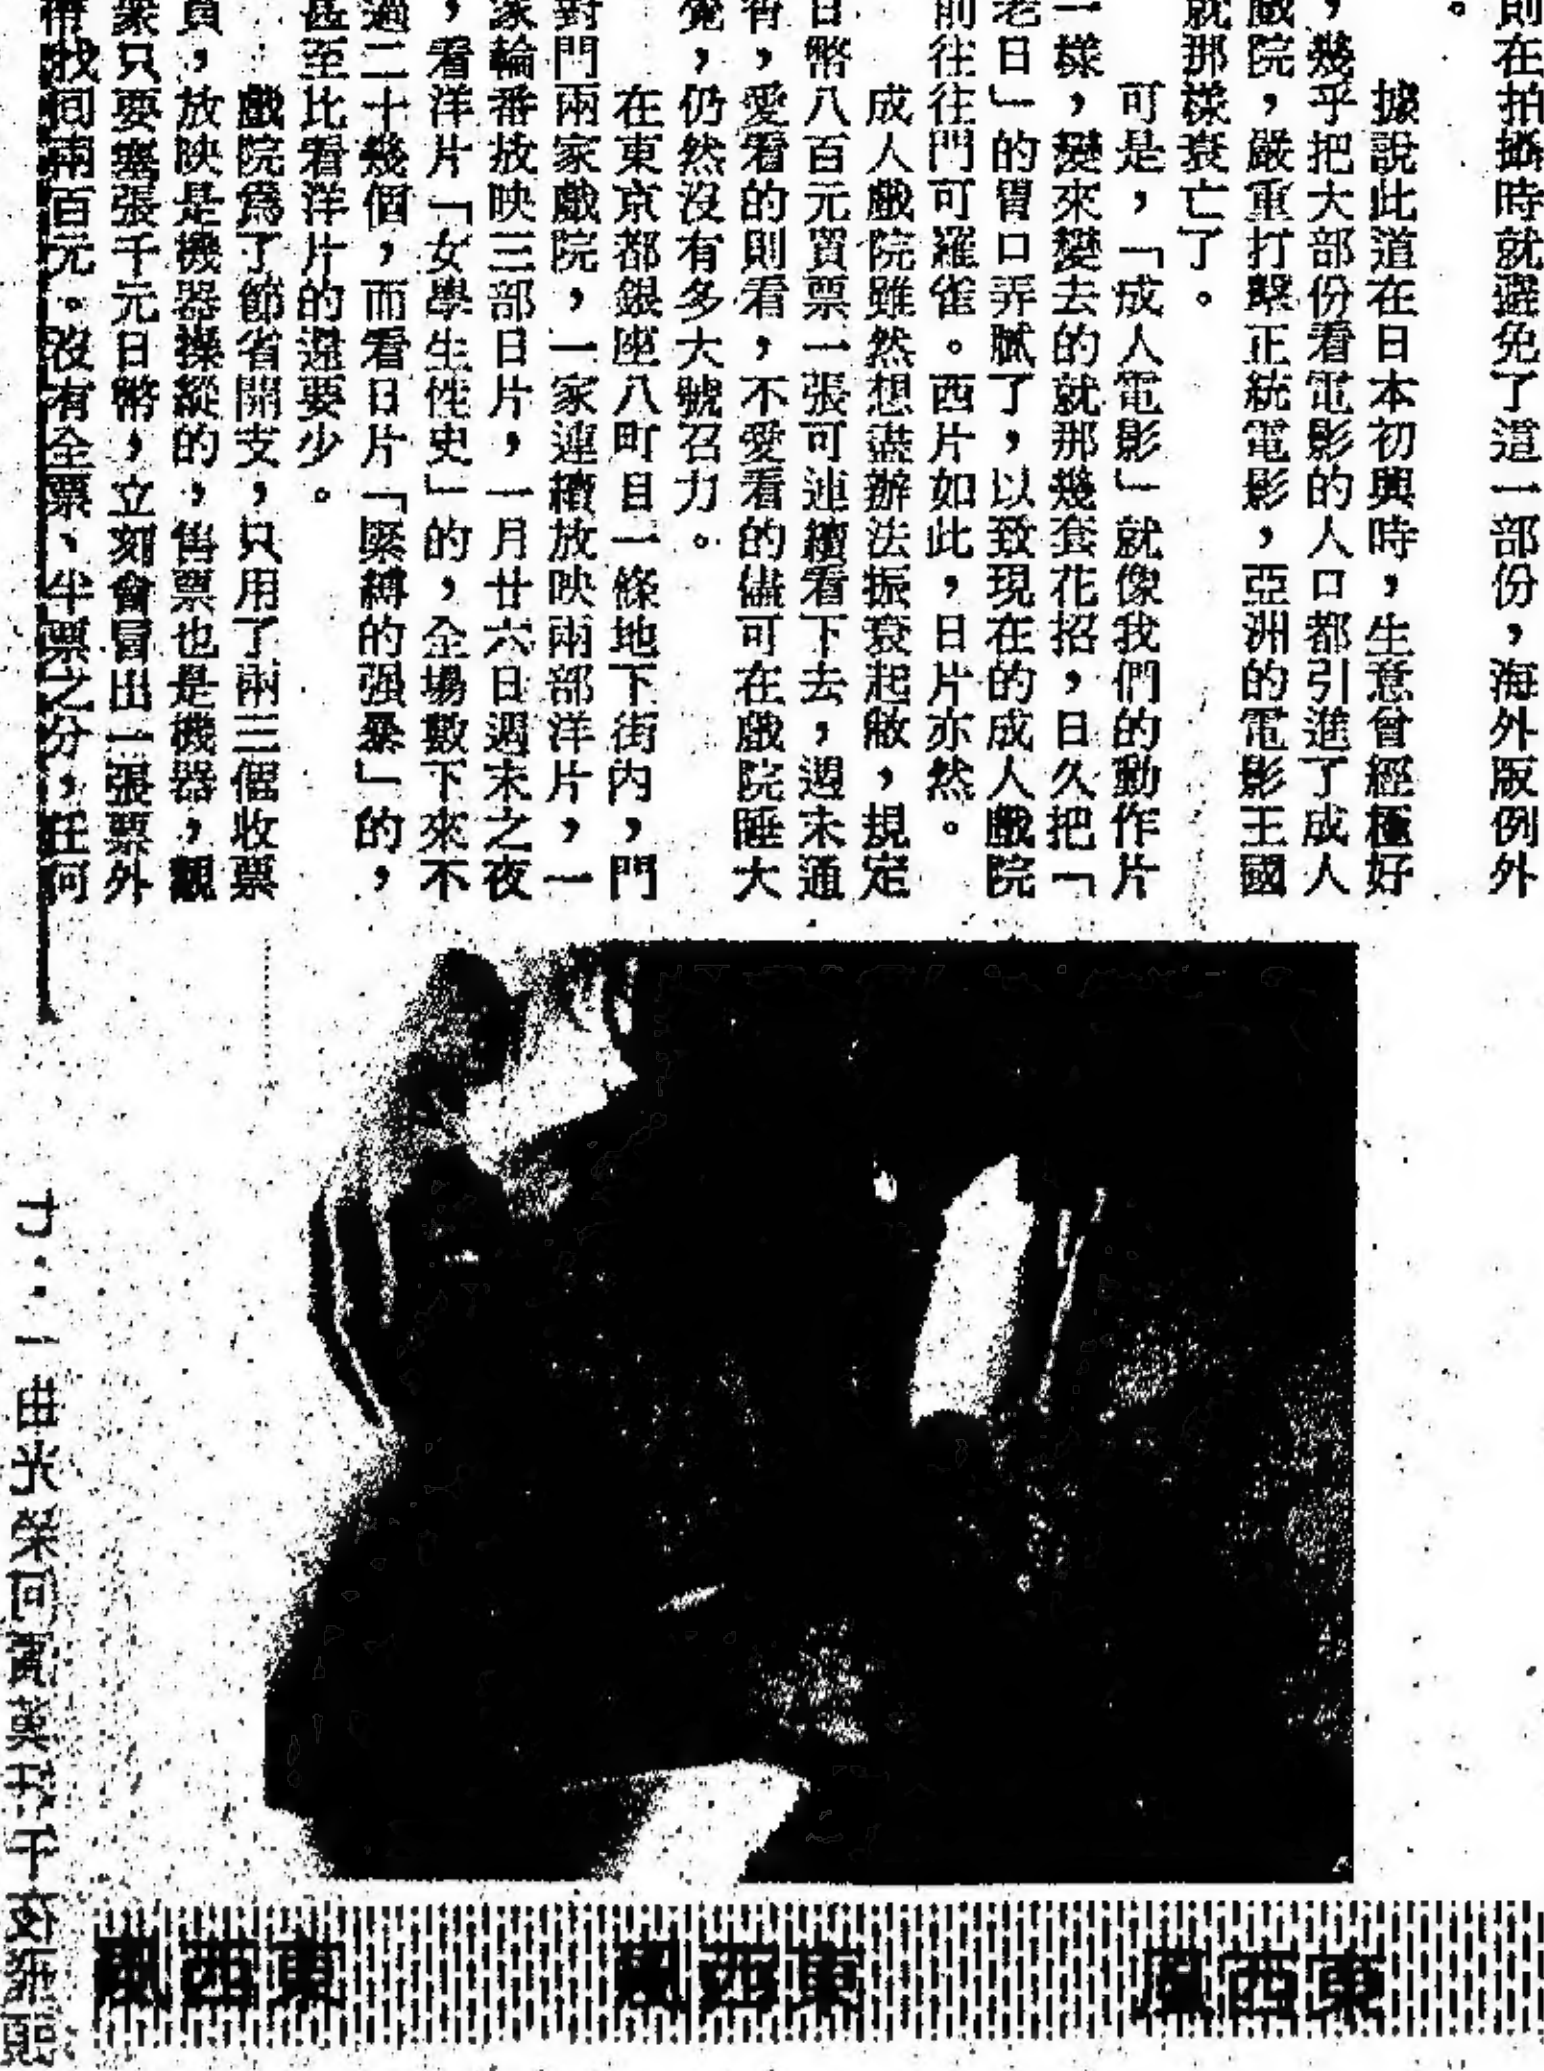 則在拍攝時就避免了這一部份，海外版例外
。
據說此道在日本初興時，生意曾經極好
，幾乎把大部份看電影的人口都引進了成人
戲院，嚴重打擊正統電影，亞洲的電影王國
就那樣衰亡了。
可是，「成人電影」就像我們的動作片
一樣，變來變去的就那幾套花招，日久把「
老日」的胃口弄膩了，以致現在的成人戲院
前往往門可羅雀。西片如此，日片亦然。
成人戲院雖然想盡辦法振衰起敝，規定
日幣八百元買票一張可連續看下去，週末通
宵，愛看的則看，不愛看的儘可在戲院睡大
覺，仍然沒有多大號召力。
在東京都銀座八町目一條地下街內，門
對門兩家戲院，一家連續放映兩部洋片，一
家輪番放映三部日片，一月廿六日週末之夜
，看洋片「女學生性史」的，全場數下來不
過二十幾個，而看日片「緊縛的强暴」的，
甚至比看洋片的還要少。
戲院爲了節省開支，只用了兩三個收票
員，放映是機器操縱的，售票也是機器，觀
衆只要塞張千元日幣，立刻會冒出一張票外
找回兩百元。沒有全票、半票之分，任何
東西風
東西風
東西風